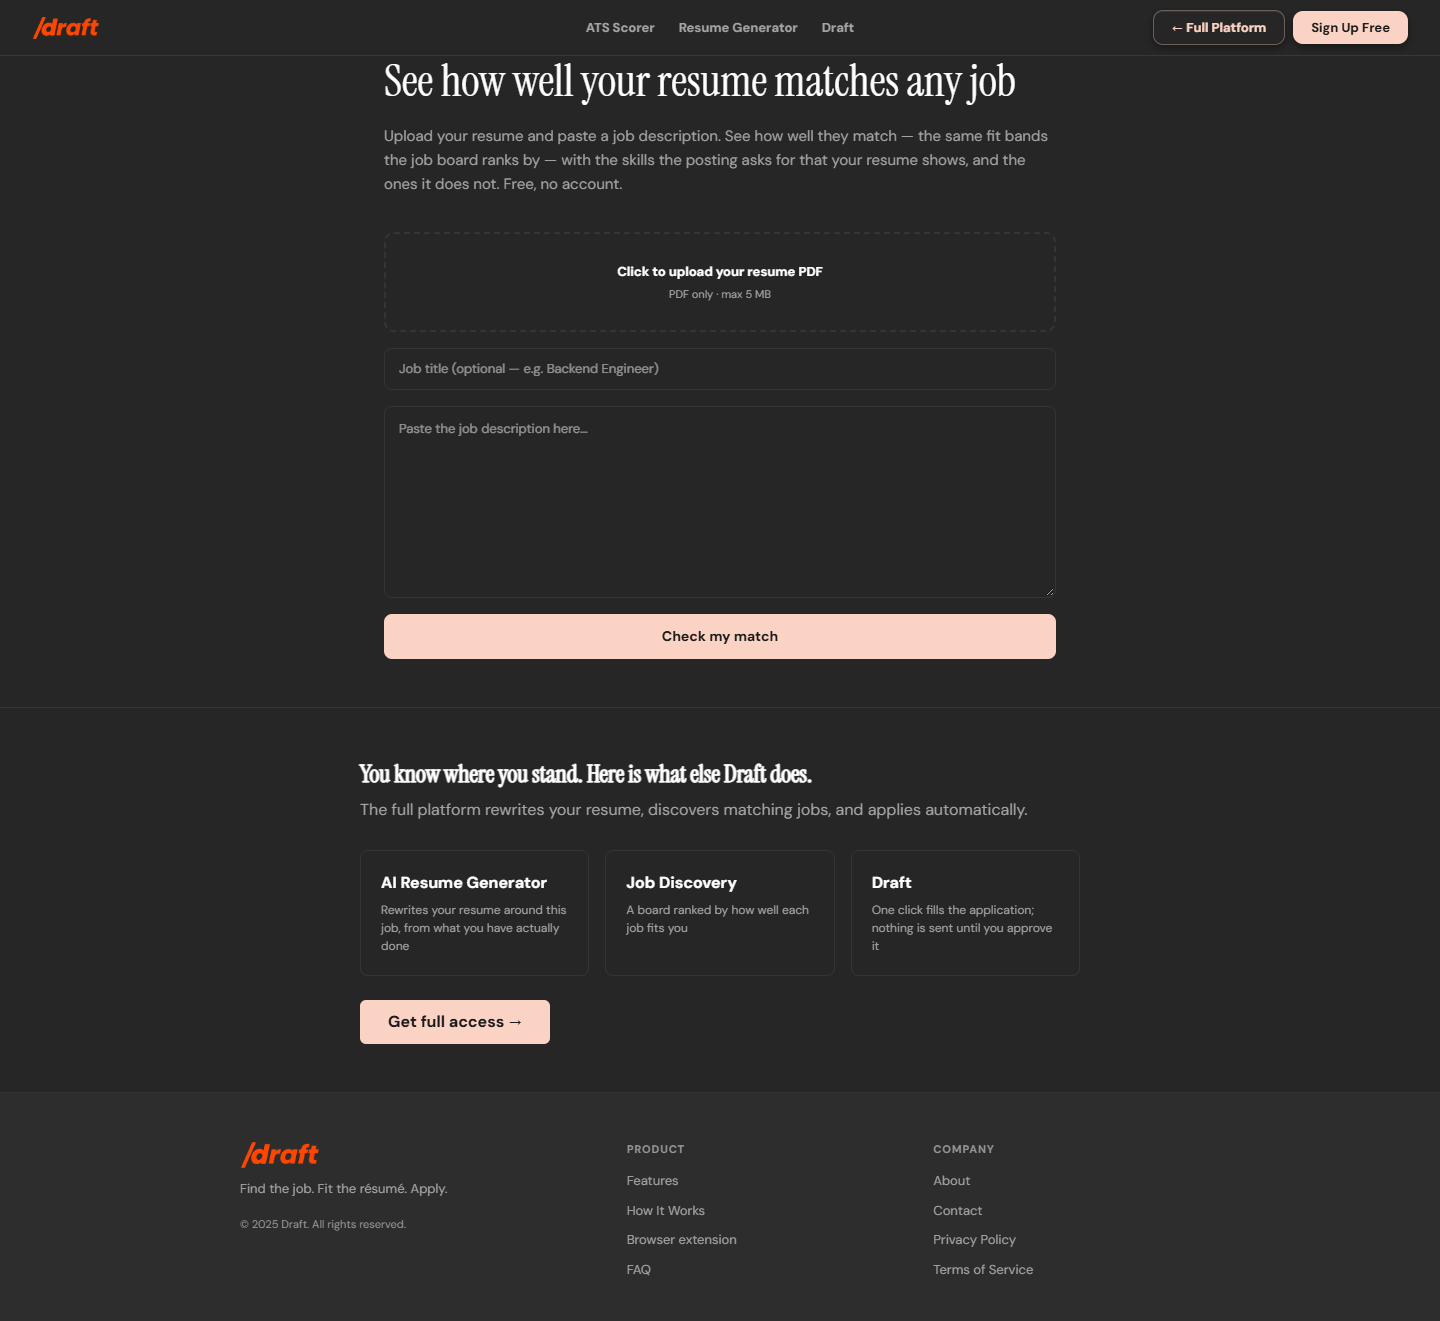 /draft
ATS Scorer
Resume Generator
Draft
← Full Platform
Sign Up Free
See how well your resume matches any job
Upload your resume and paste a job description. See how well they match — the same fit bands
the job board ranks by — with the skills the posting asks for that your resume shows, and the
ones it does not. Free, no account.
Click to upload your resume PDF
PDF only · max 5 MB
Job title (optional — e.g. Backend Engineer)
Paste the job description here...
Check my match
You know where you stand. Here is what else Draft does.
The full platform rewrites your resume, discovers matching jobs, and applies automatically.
AI Resume Generator
Rewrites your resume around this
job, from what you have actually
done
Job Discovery
A board ranked by how well each
job fits you
Draft
One click fills the application;
nothing is sent until you approve
it
Get full access →
/draft
Find the job. Fit the résumé. Apply.
© 2025 Draft. All rights reserved.
PRODUCT
Features
How It Works
Browser extension
FAQ
COMPANY
About
Contact
Privacy Policy
Terms of Service